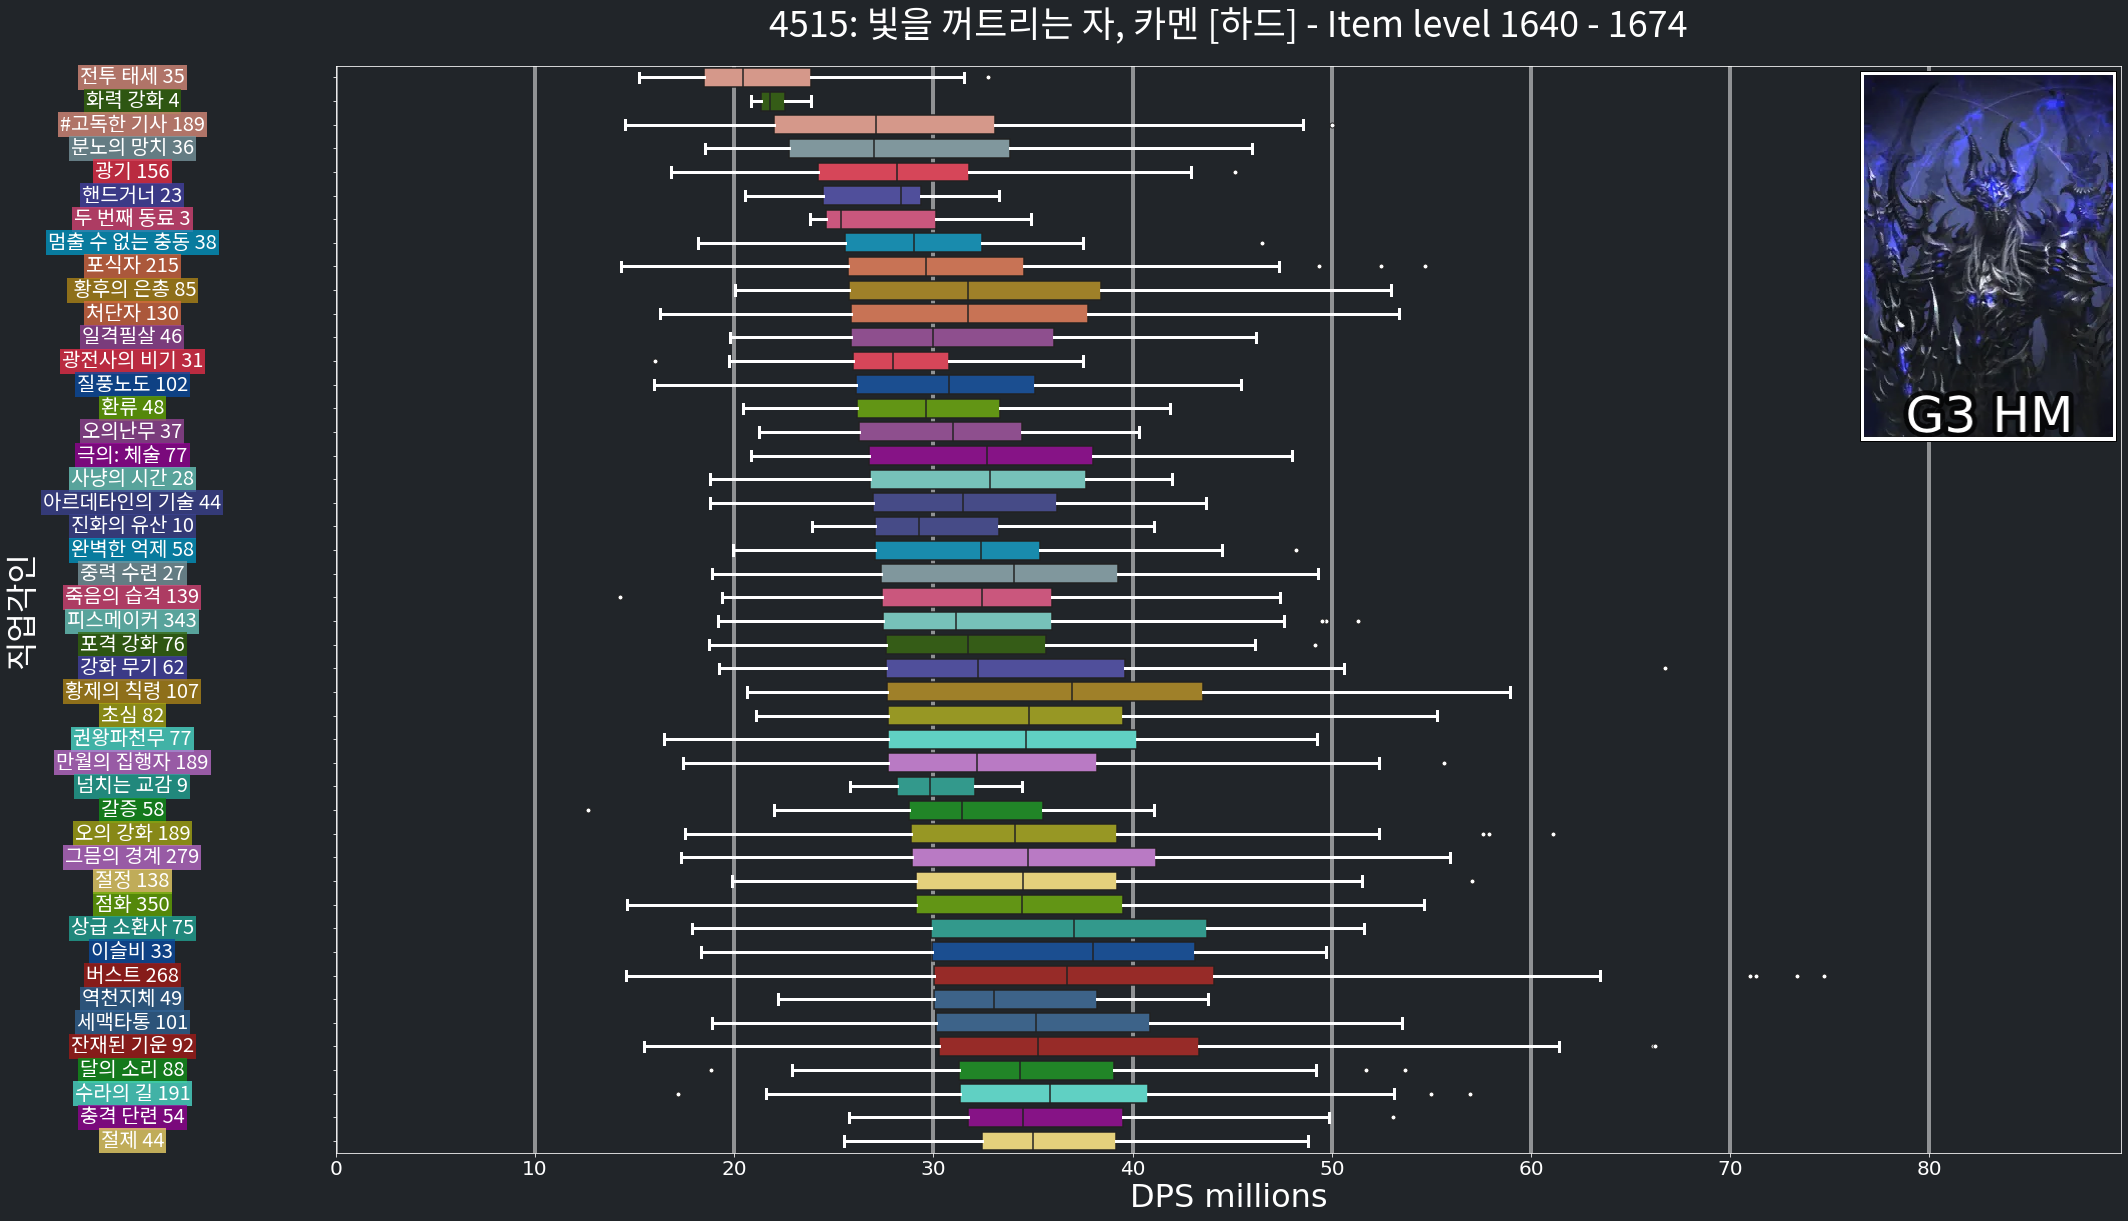 4515: 빛을 꺼트리는 자, 카멘 [하드] - Item level 1640 - 1674
전투 태세 35
화력 강화 4
#고독한 기사 189
분노의 망치 36
광기 156
핸드거너 23
두 번째 동료 3
멈출 수 없는 충동 38
포식자 215
황후의 은총 85
처단자 130
일격필살 46
광전사의 비기 31
질풍노도 102
환류 48
오의난무 37
극의: 체술 77
사냥의 시간 28
아르데타인의 기술 44
진화의 유산 10
완벽한 억제 58
중력 수련 27
죽음의 습격 139
피스메이커 343
포격 강화 76
강화 무기 62
황제의 칙령 107
초심 82
권왕파천무 77
만월의 집행자 189
넘치는 교감 9
갈증 58
오의 강화 189
그믐의 경계 279
절정 138
점화 350
상급 소환사 75
이슬비 33
버스트 268
역천지체 49
세맥타통 101
잔재된 기운 92
달의 소리 88
수라의 길 191
충격 단련 54
절제 44
직업각인
G3 HM
0 10 20 30 40 50 60 70 80
DPS millions